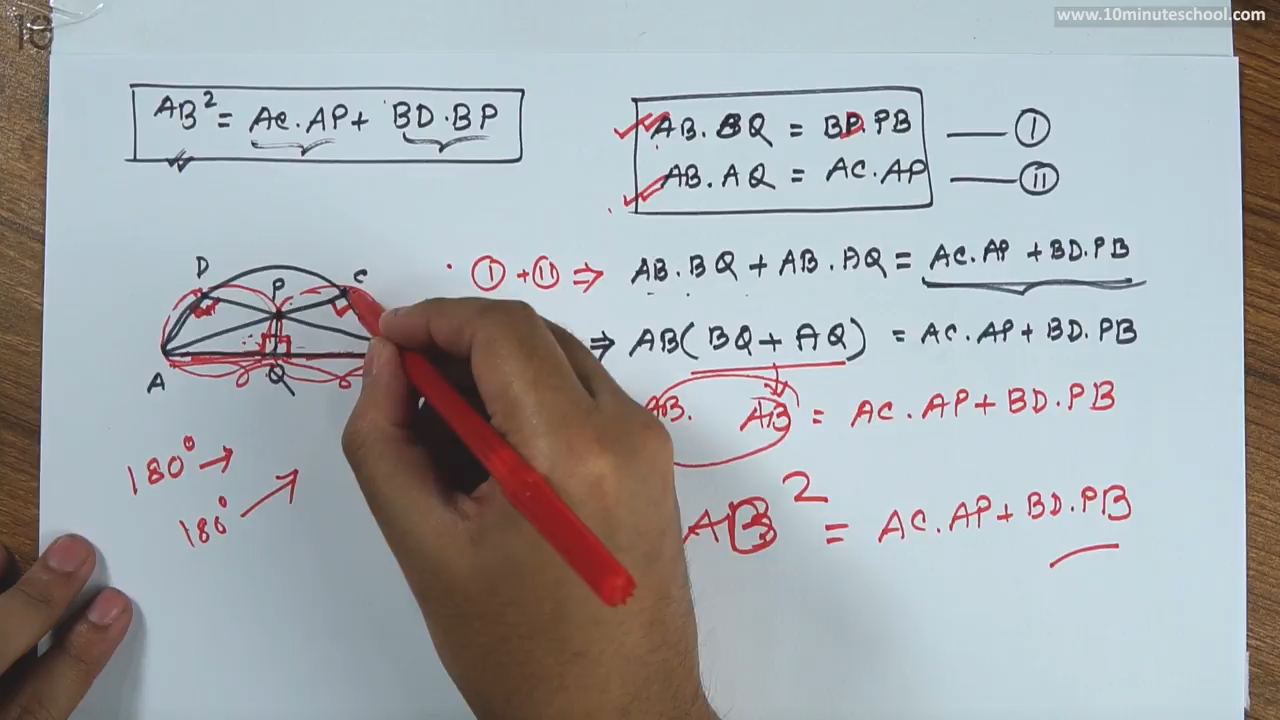 www.10minuteschool.com
AB² = AC.AP + BD.BP
AB.BQ = BD.PB —— I
AB.AQ = AC.AP —— II
I + II ⇒ AB.BQ + AB.AQ = AC.AP + BD.PB
⇒ AB(BQ + AQ) = AC.AP + BD.PB
AB. AB = AC.AP + BD.PB
AB² = AC.AP + BD.PB
D
P
C
A
Q
180° →
180°